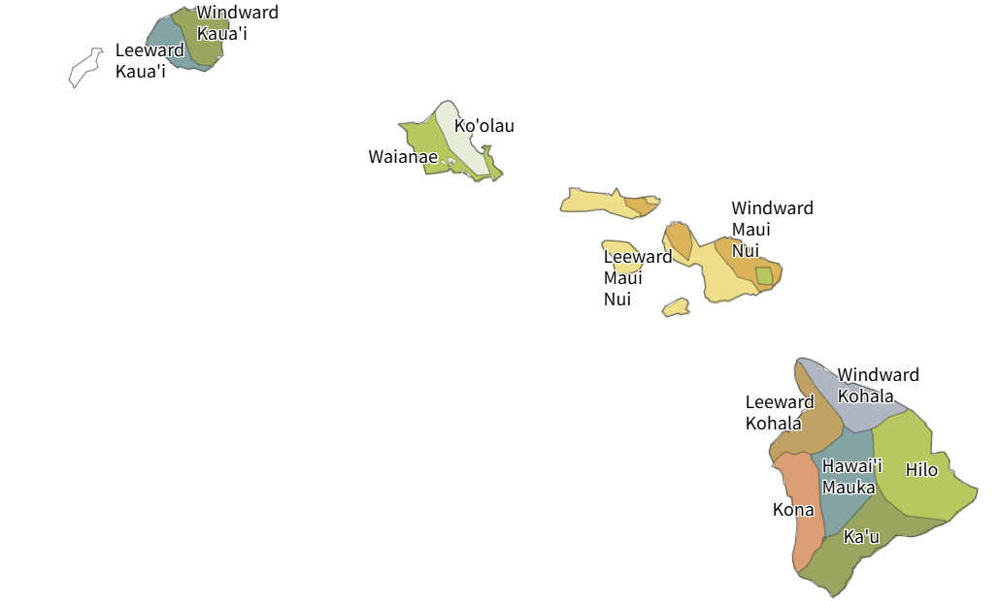 Windward
Kaua'i
Leeward
Kaua'i
Ko'olau
Waianae
Windward
Maui
Nui
Leeward
Maui
Nui
Windward
Kohala
Leeward
Kohala
Hawai'i
Mauka
Hilo
Kona
Ka'u